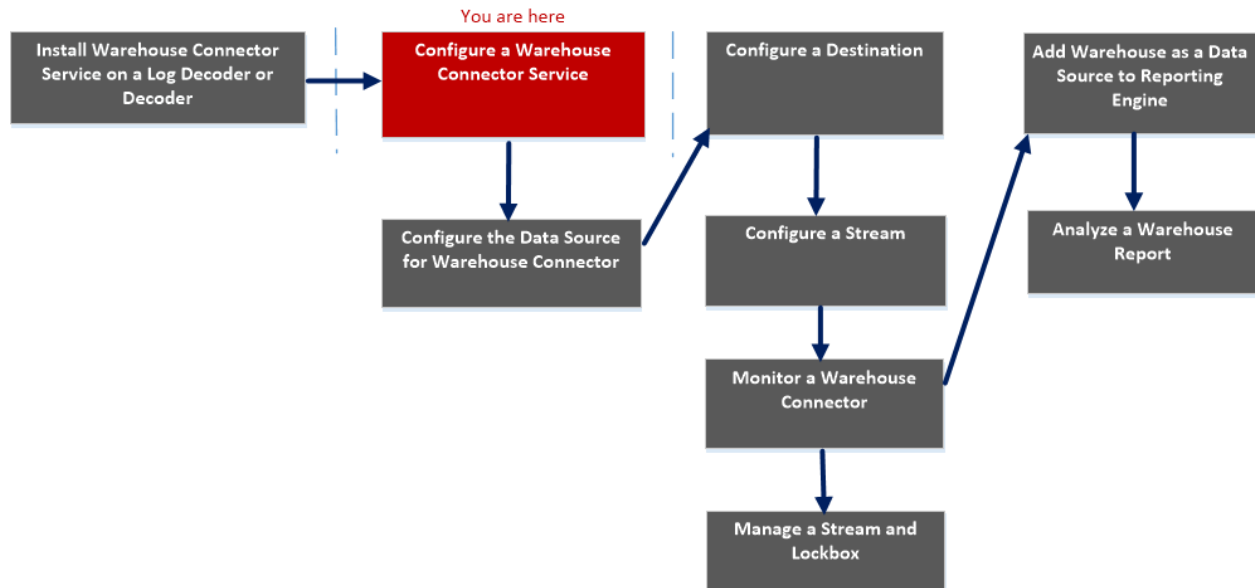 You are here
Install Warehouse Connector
Service on a Log Decoder or
Decoder
Configure a Warehouse
Connector Service
Configure the Data Source
for Warehouse Connector
Configure a Destination
Configure a Stream
Monitor a Warehouse
Connector
Manage a Stream and
Lockbox
Add Warehouse as a Data
Source to Reporting
Engine
Analyze a Warehouse
Report